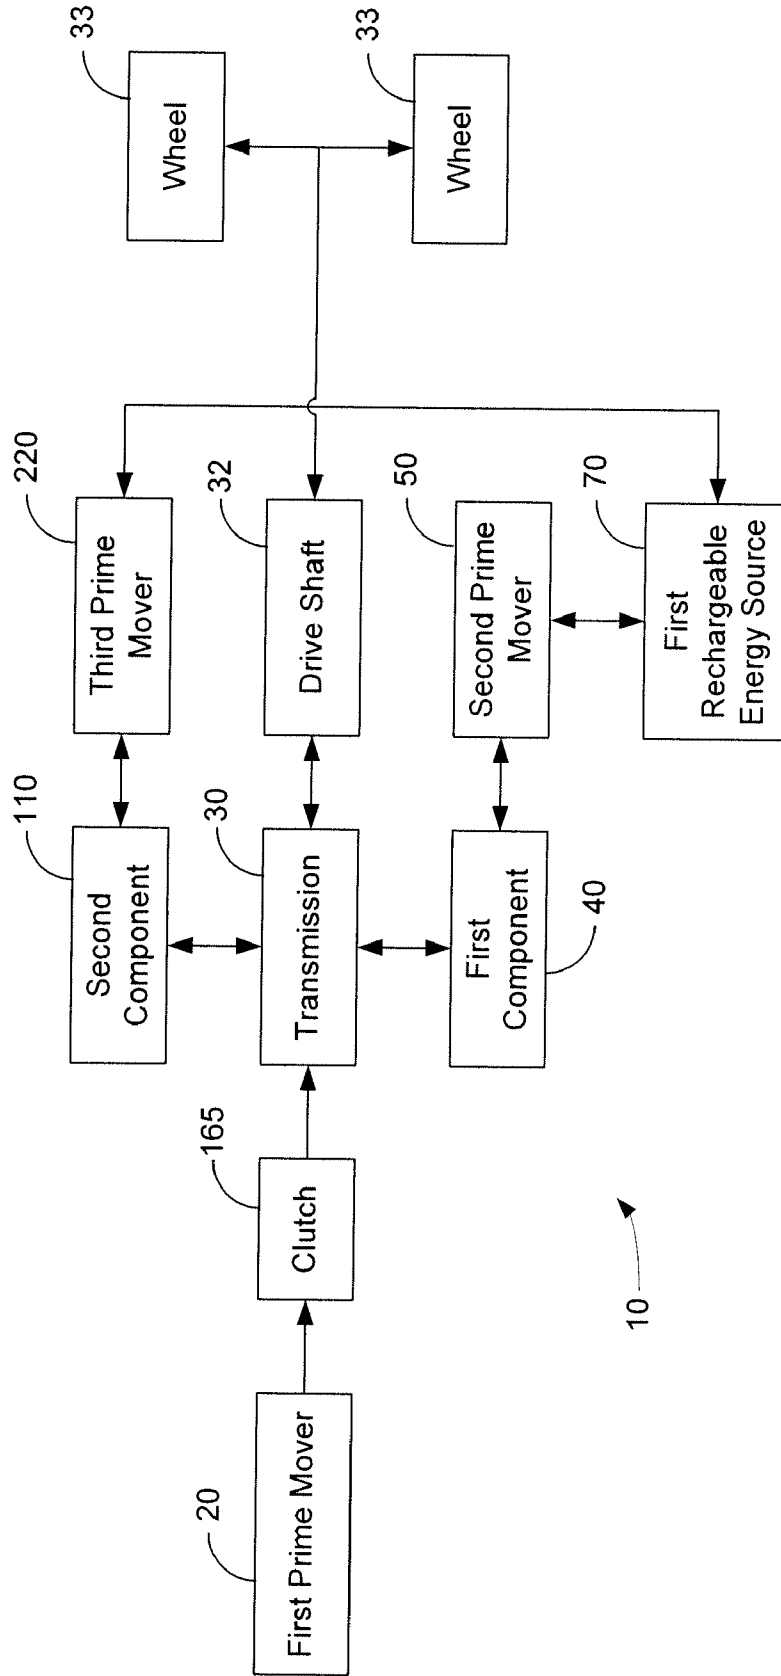 20
First Prime Mover
165
Clutch
110
Second
Component
30
Transmission
First
Component
40
220
Third Prime
Mover
32
Drive Shaft
50
Second Prime
Mover
70
First
Rechargeable
Energy Source
33
Wheel
33
Wheel
10